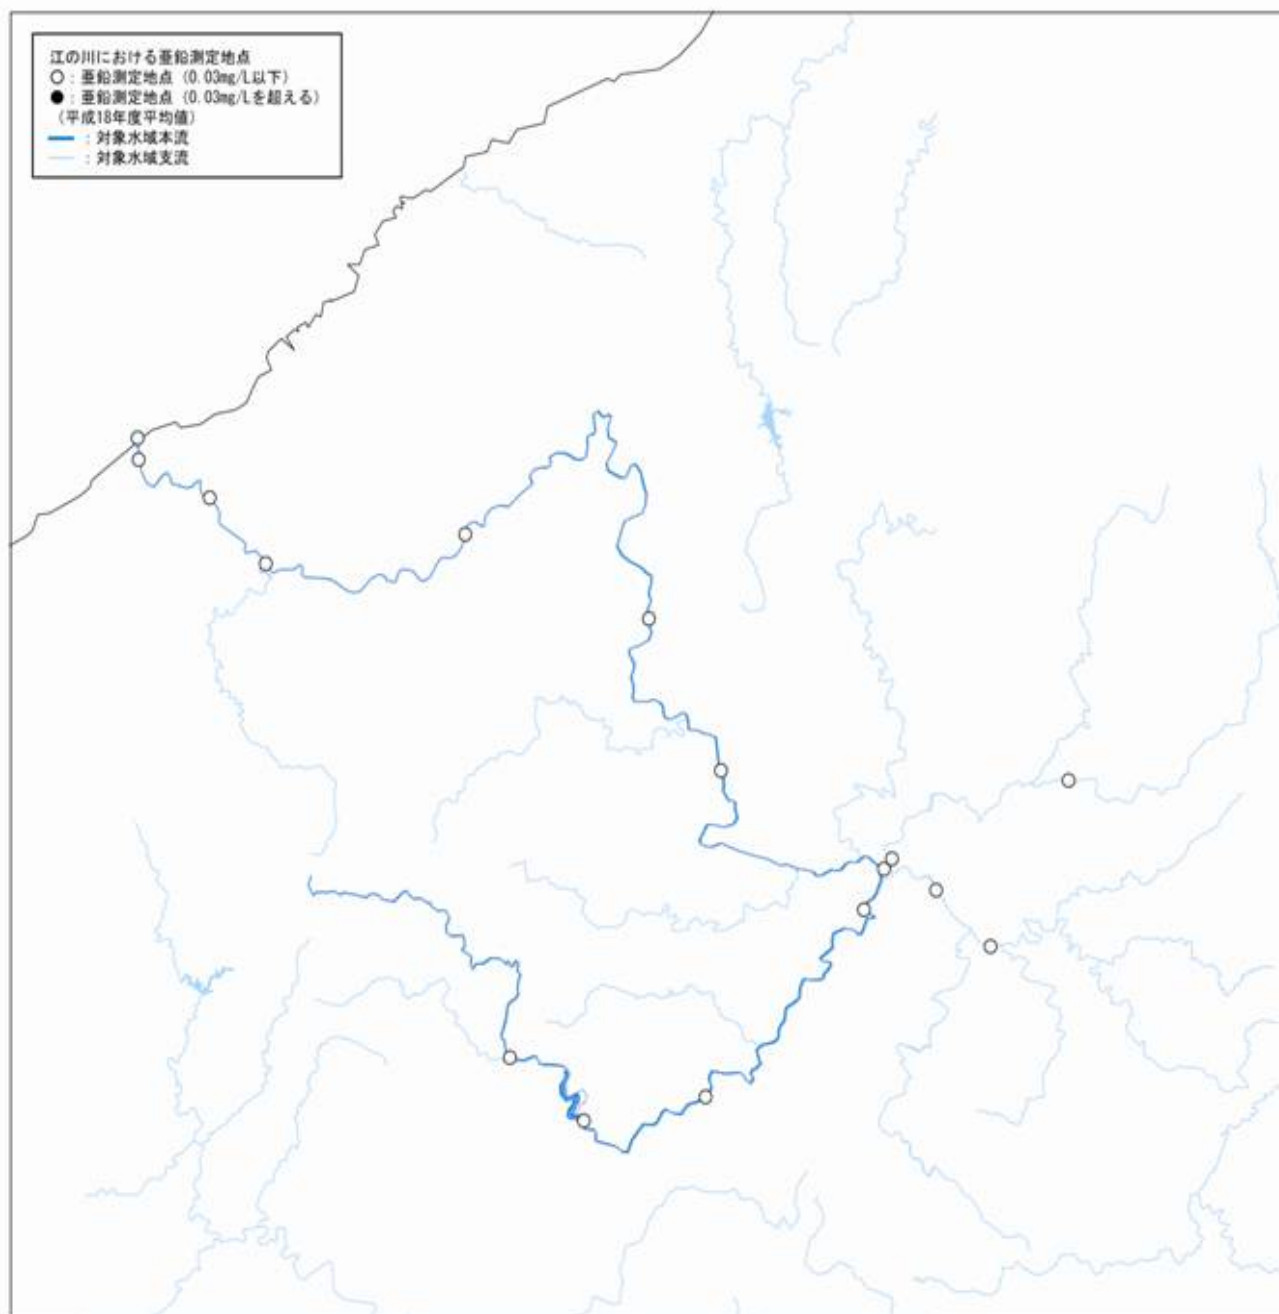 江の川における亜鉛測定地点
○：亜鉛測定地点（0.03mg/L以下）
●：亜鉛測定地点（0.03mg/Lを超える）
（平成18年度平均値）
：対象水域本流
：対象水域支流